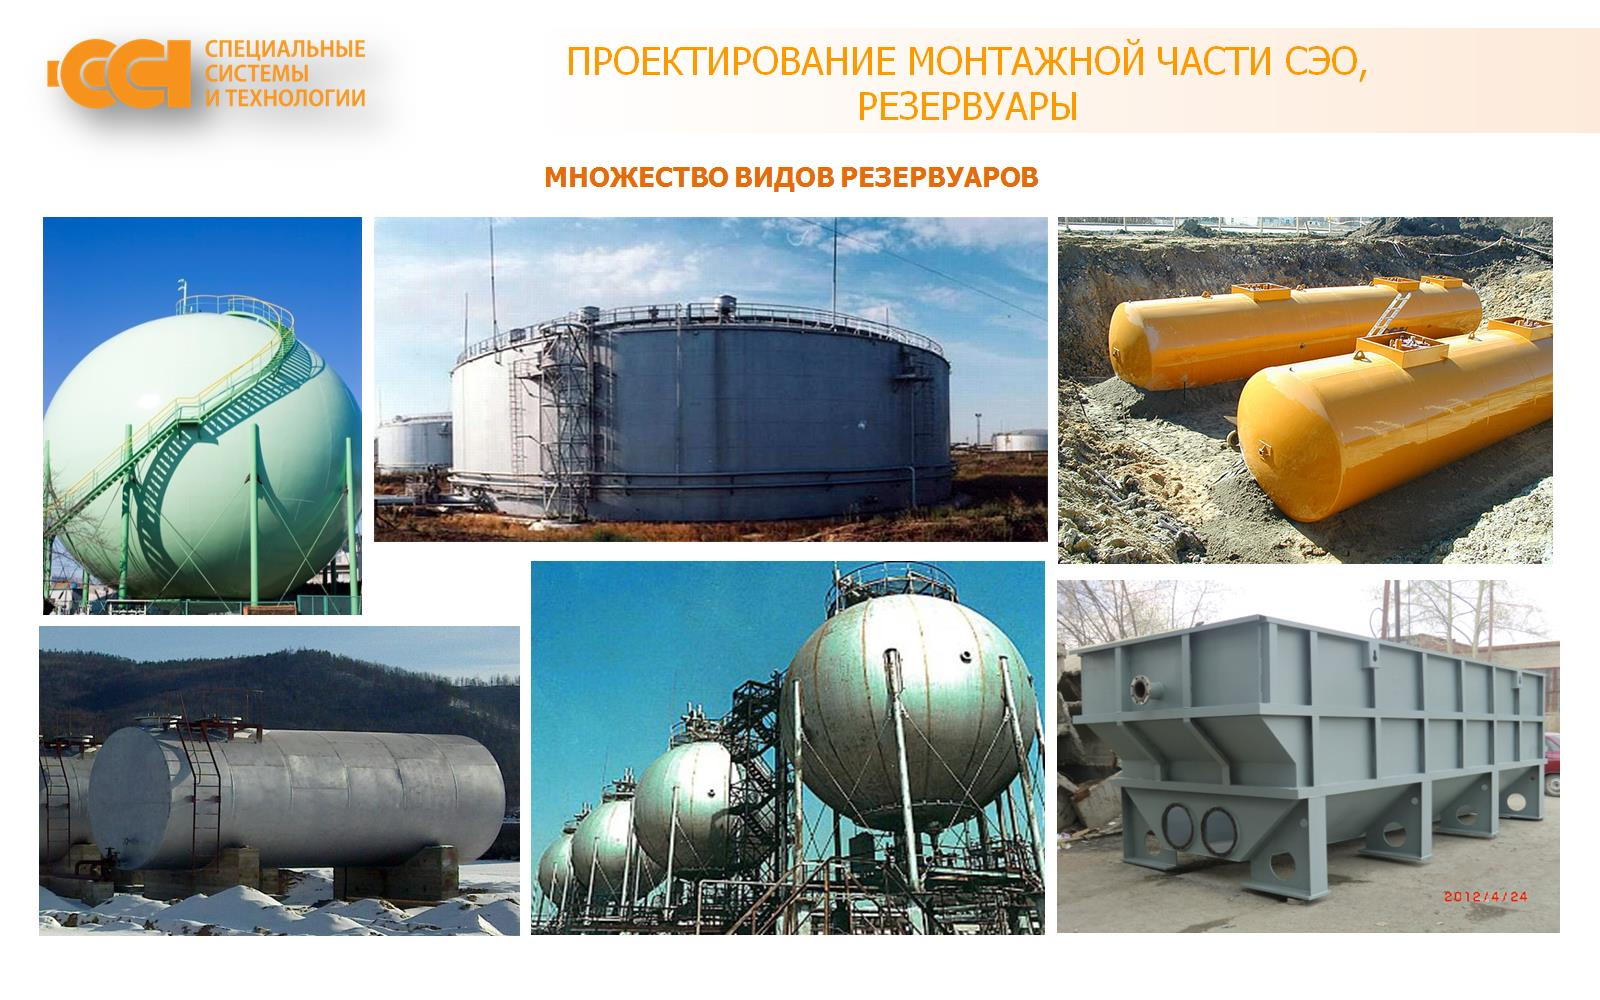 ССТ
СПЕЦИАЛЬНЫЕ
СИСТЕМЫ
И ТЕХНОЛОГИИ
ПРОЕКТИРОВАНИЕ МОНТАЖНОЙ ЧАСТИ СЭО,
РЕЗЕРВУАРЫ
МНОЖЕСТВО ВИДОВ РЕЗЕРВУАРОВ
2012/4/24